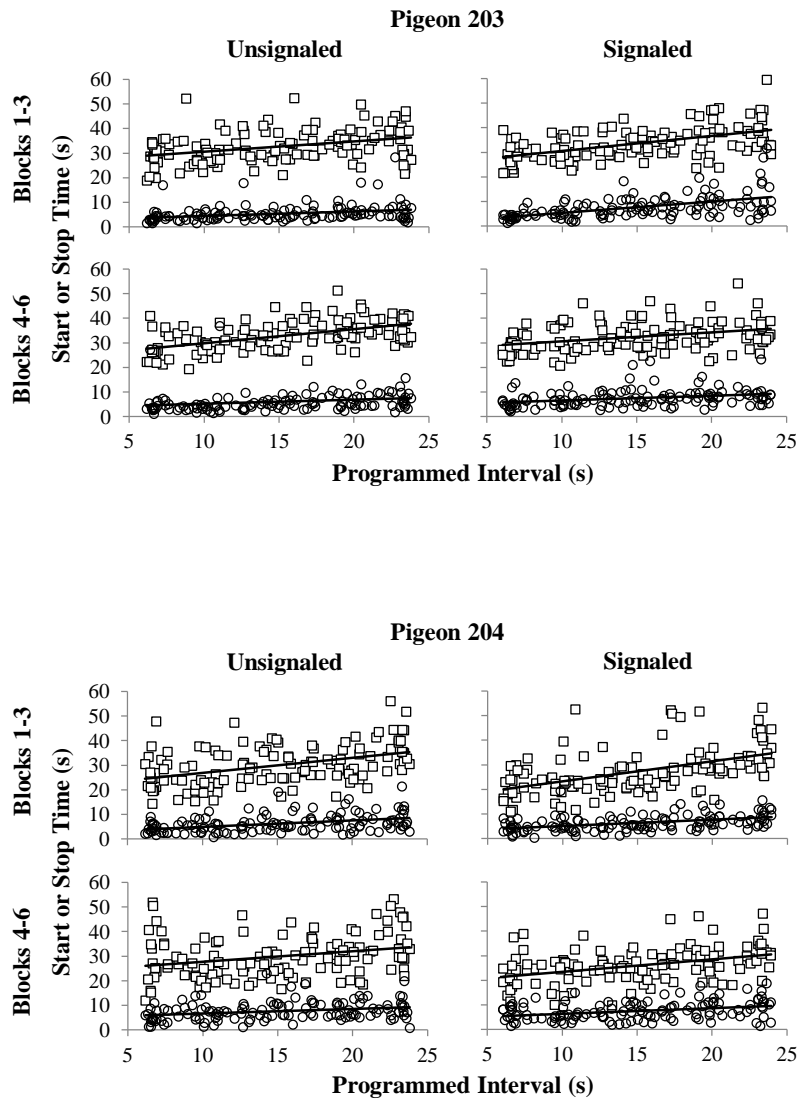 Pigeon 203
Unsignaled Signaled
Blocks 1-3
Blocks 4-6
Start or Stop Time (s)
60
50
40
30
20
10
0
60
50
40
30
20
10
0
5 10 15 20 25 5 10 15 20 25
Programmed Interval (s)
Pigeon 204
Unsignaled Signaled
Blocks 1-3
Blocks 4-6
Start or Stop Time (s)
60
50
40
30
20
10
0
60
50
40
30
20
10
0
5 10 15 20 25 5 10 15 20 25
Programmed Interval (s)